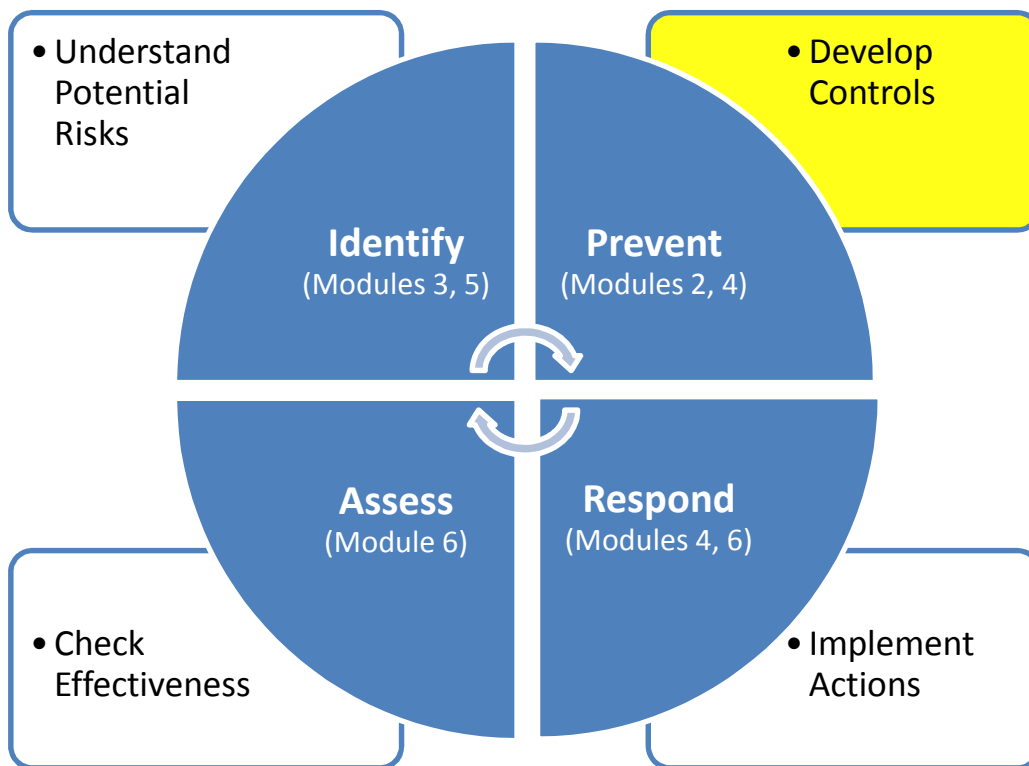 • Understand
Potential
Risks
• Develop
Controls
Identify
(Modules 3, 5)
Prevent
(Modules 2, 4)
Assess
(Module 6)
Respond
(Modules 4, 6)
• Check
Effectiveness
• Implement
Actions